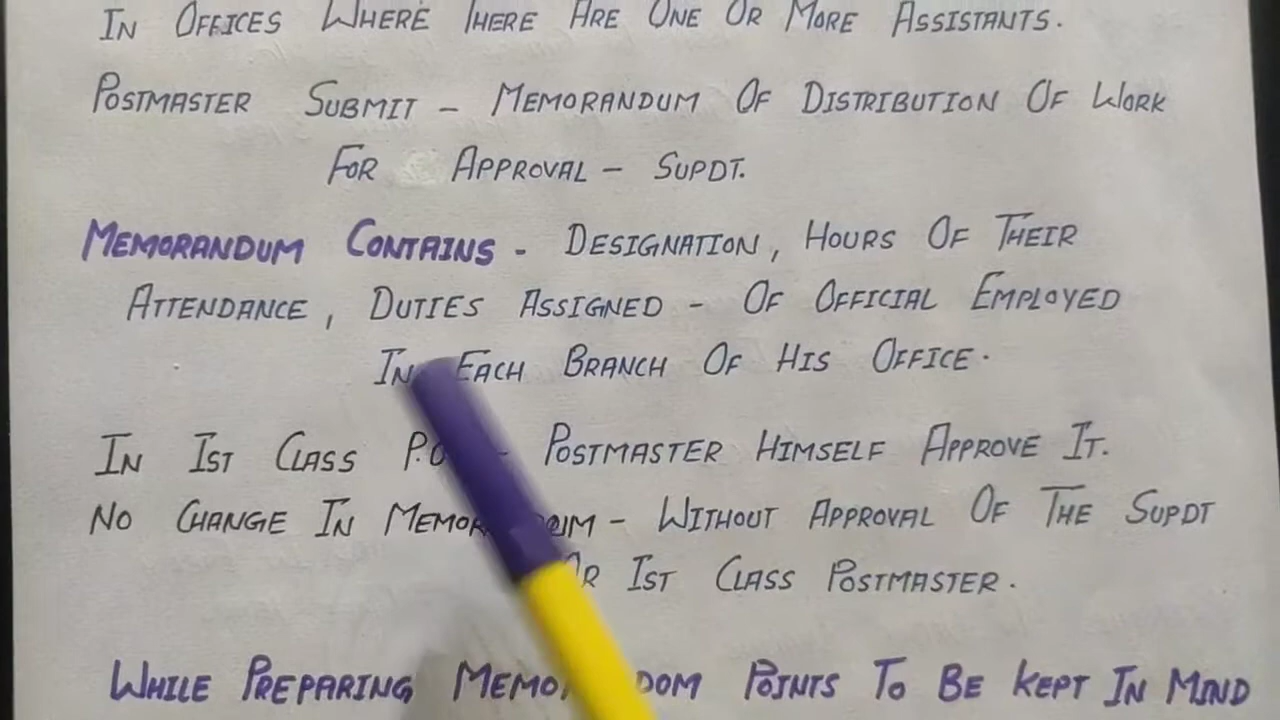 IN OFFICES WHERE THERE ARE ONE OR MORE ASSISTANTS.
POSTMASTER SUBMIT - MEMORANDUM OF DISTRIBUTION OF WORK
FOR APPROVAL - SUPDT.
MEMORANDUM CONTAINS - DESIGNATION, HOURS OF THEIR
ATTENDANCE, DUTIES ASSIGNED - OF OFFICIAL EMPLOYED
IN EACH BRANCH OF HIS OFFICE.
IN IST CLASS P.O - POSTMASTER HIMSELF APPROVE IT.
NO CHANGE IN - WITHOUT APPROVAL OF THE SUPDT
OR IST CLASS POSTMASTER.
WHILE PREPARING POINTS TO BE KEPT IN MIND